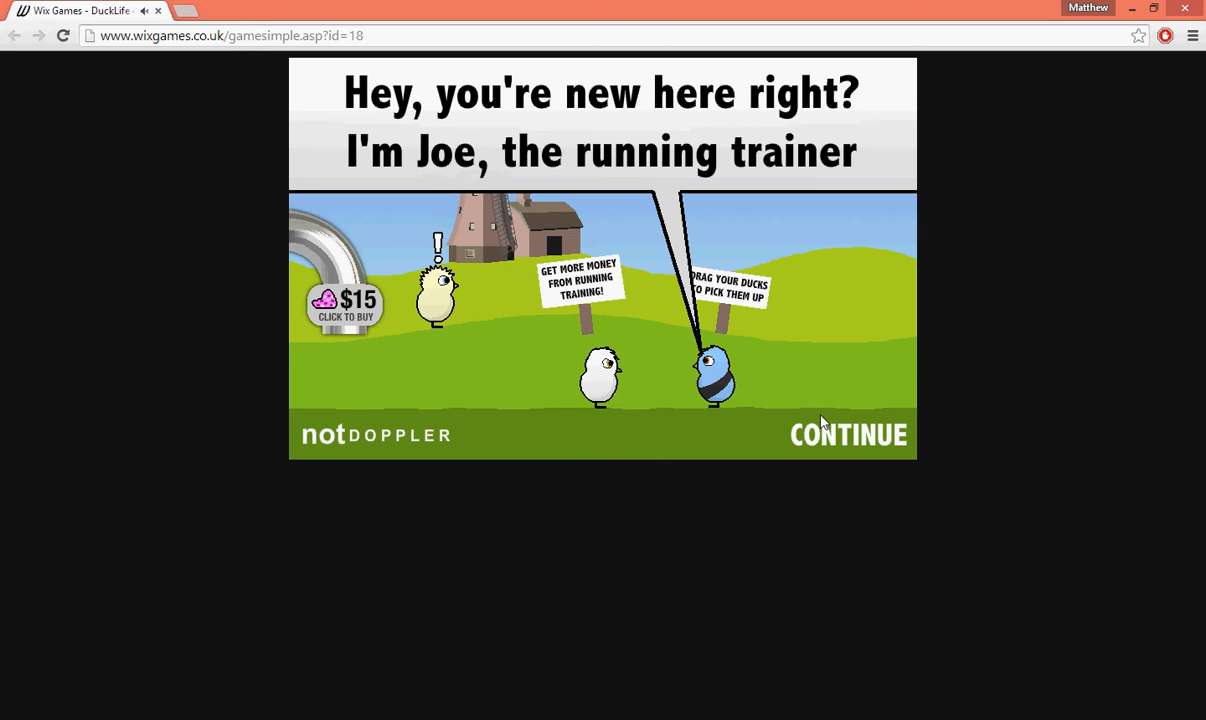 Wix Games - DuckLife -
Matthew
www.wixgames.co.uk/gamesimple.asp?id=18
Hey, you're new here right?
I'm Joe, the running trainer
GET MORE MONEY
FROM RUNNING
TRAINING!
DRAG YOUR DUCKS
TO PICK THEM UP
$15
CLICK TO BUY
notDOPPLER
CONTINUE